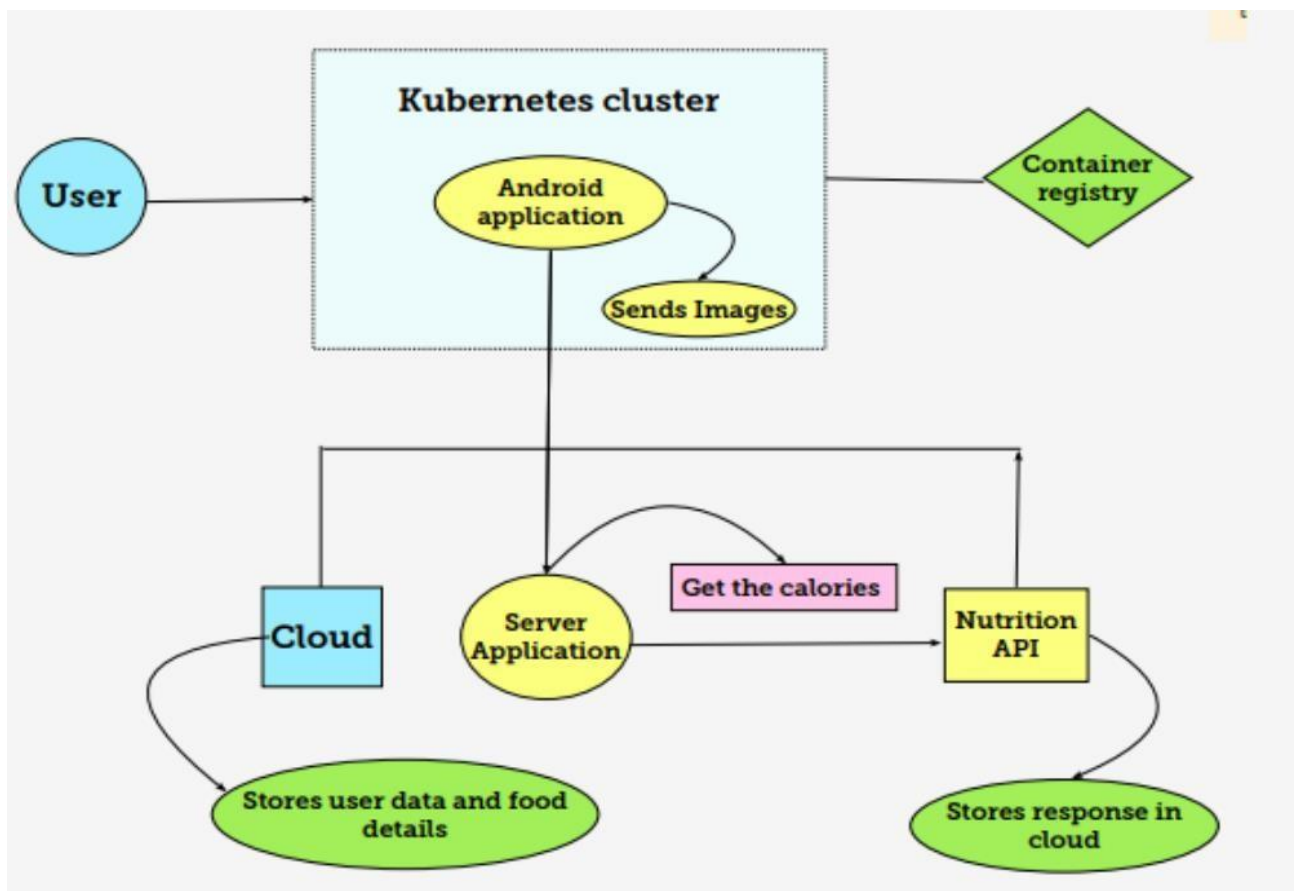 Kubernetes cluster
User
Android
application
Container
registry
Sends Images
Get the calories
Cloud
Server
Application
Nutrition
API
Stores user data and food
details
Stores response in
cloud